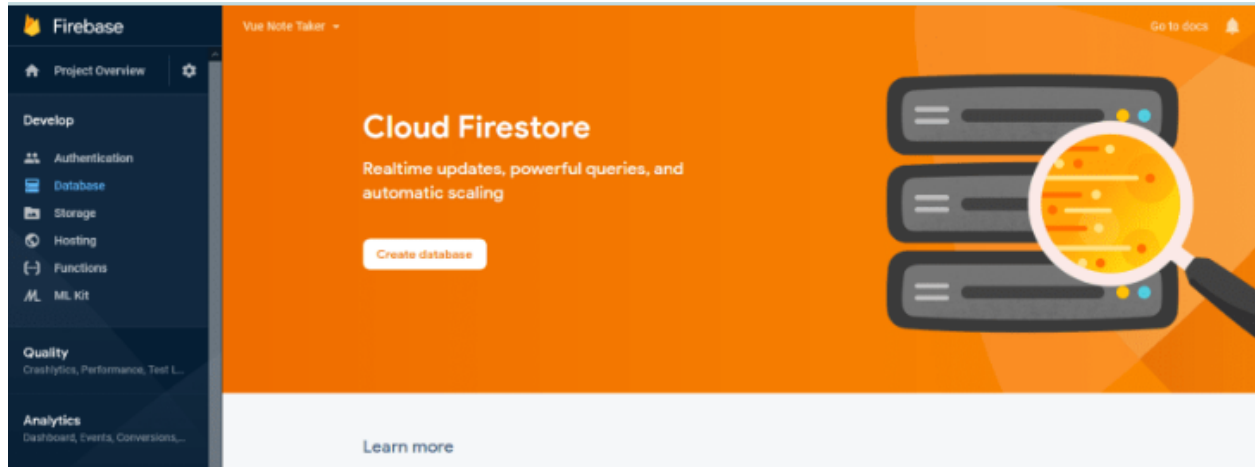 Firebase
Vue Note Taker
Go to docs
Project Overview
Develop
Authentication
Database
Storage
Hosting
Functions
ML Kit
Quality
Crashlytics, Performance, Test L...
Analytics
Dashboard, Events, Conversions,...
Cloud Firestore
Realtime updates, powerful queries, and
automatic scaling
Create database
Learn more